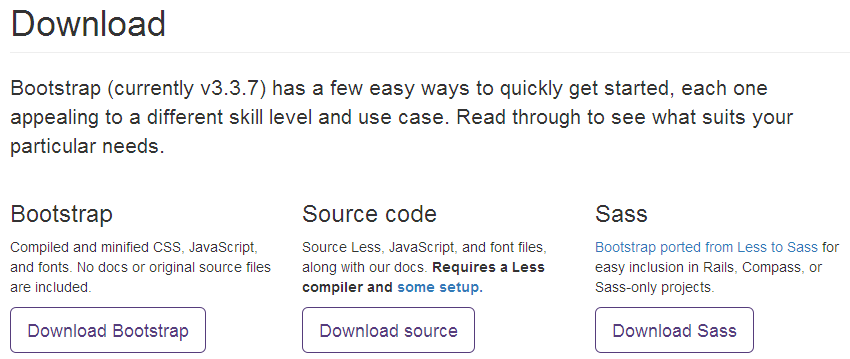 Download
Bootstrap (currently v3.3.7) has a few easy ways to quickly get started, each one
appealing to a different skill level and use case. Read through to see what suits your
particular needs.
Bootstrap
Compiled and minified CSS, JavaScript,
and fonts. No docs or original source files
are included.
Download Bootstrap
Source code
Source Less, JavaScript, and font files,
along with our docs. Requires a Less
compiler and some setup.
Download source
Sass
Bootstrap ported from Less to Sass for
easy inclusion in Rails, Compass, or
Sass-only projects.
Download Sass